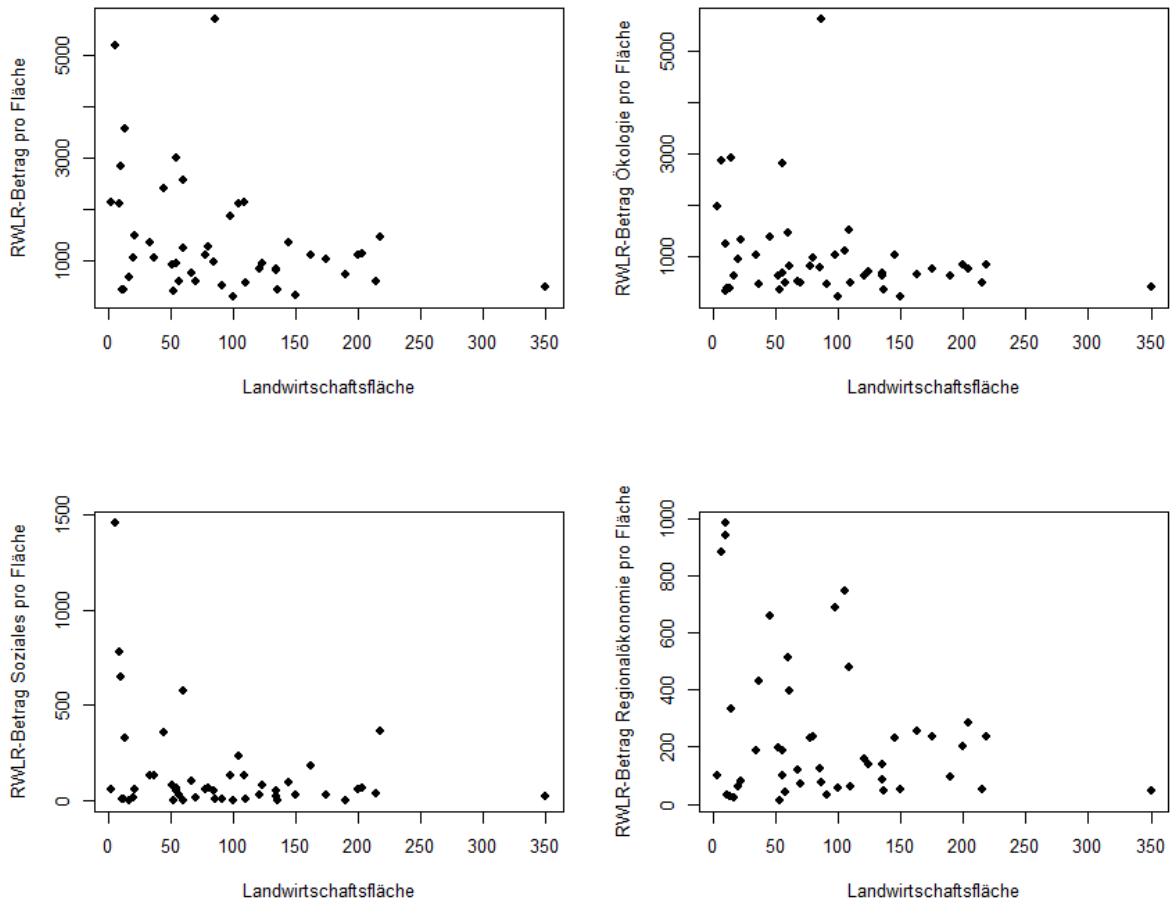 RWLR-Betrag pro Fläche
1000 3000 5000
0 50 100 150 200 250 300 350
Landwirtschaftsfläche
RWLR-Betrag Ökologie pro Fläche
1000 3000 5000
0 50 100 150 200 250 300 350
Landwirtschaftsfläche
RWLR-Betrag Soziales pro Fläche
0 500 1000 1500
0 50 100 150 200 250 300 350
Landwirtschaftsfläche
RWLR-Betrag Regionalökonomie pro Fläche
0 200 400 600 800 1000
0 50 100 150 200 250 300 350
Landwirtschaftsfläche